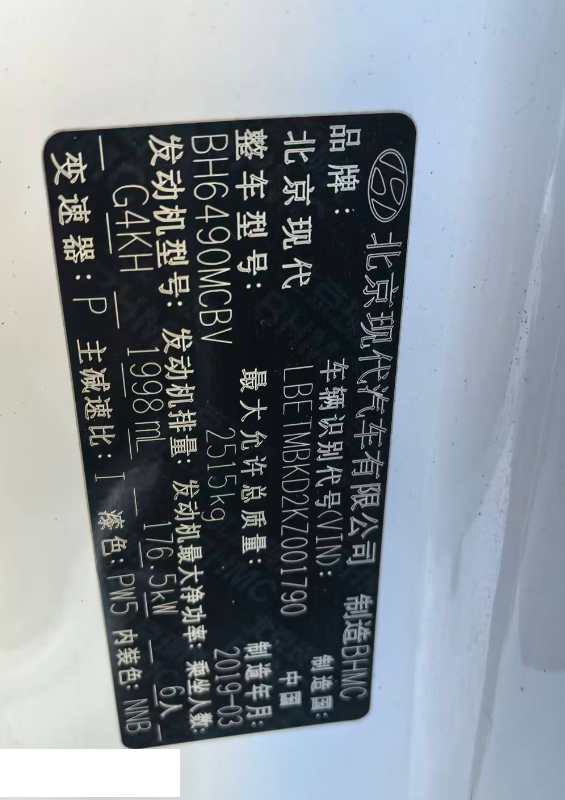 北京现代汽车有限公司 制造BHMC
品牌: 车辆识别代号(VIN): 制造国:
北京现代 LBETMBKD2KZ001790 中国
整车型号: 最大允许总质量: 制造年月:
BH6490MCBV 2515kg 2019-03
发动机型号: 发动机排量: 发动机最大净功率: 乘坐人数:
G4KH 1998ml 176.5kW 6人
变速器: P 主减速比: I 漆色: PW5 内装色: NNB